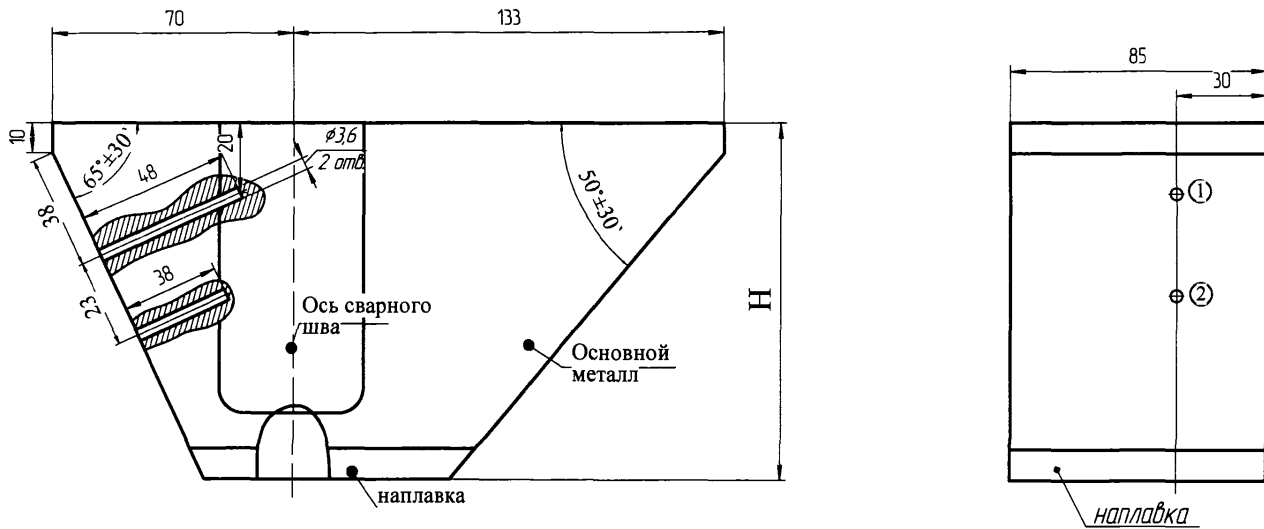 70
133
85
30
10
65°±30'
20
ø3,6
2 отв.
48
38
50°±30'
38
23
H
Ось сварного
шва
Основной
металл
наплавка
1
2
наплавка